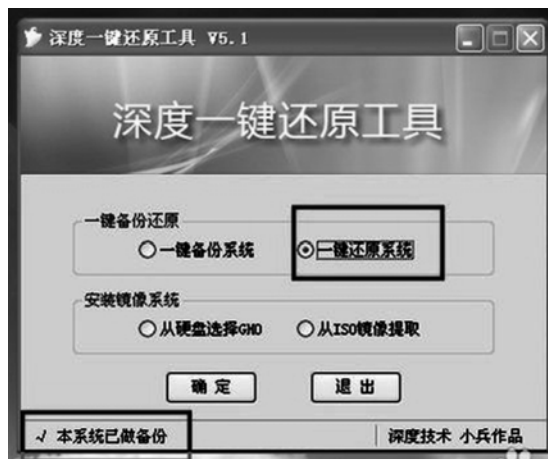 深度一键还原工具 V5.1
深度一键还原工具
一键备份还原
一键备份系统
一键还原系统
安装镜像系统
从硬盘选择GHO
从ISO镜像提取
确定
退出
√ 本系统已做备份
深度技术 小兵作品